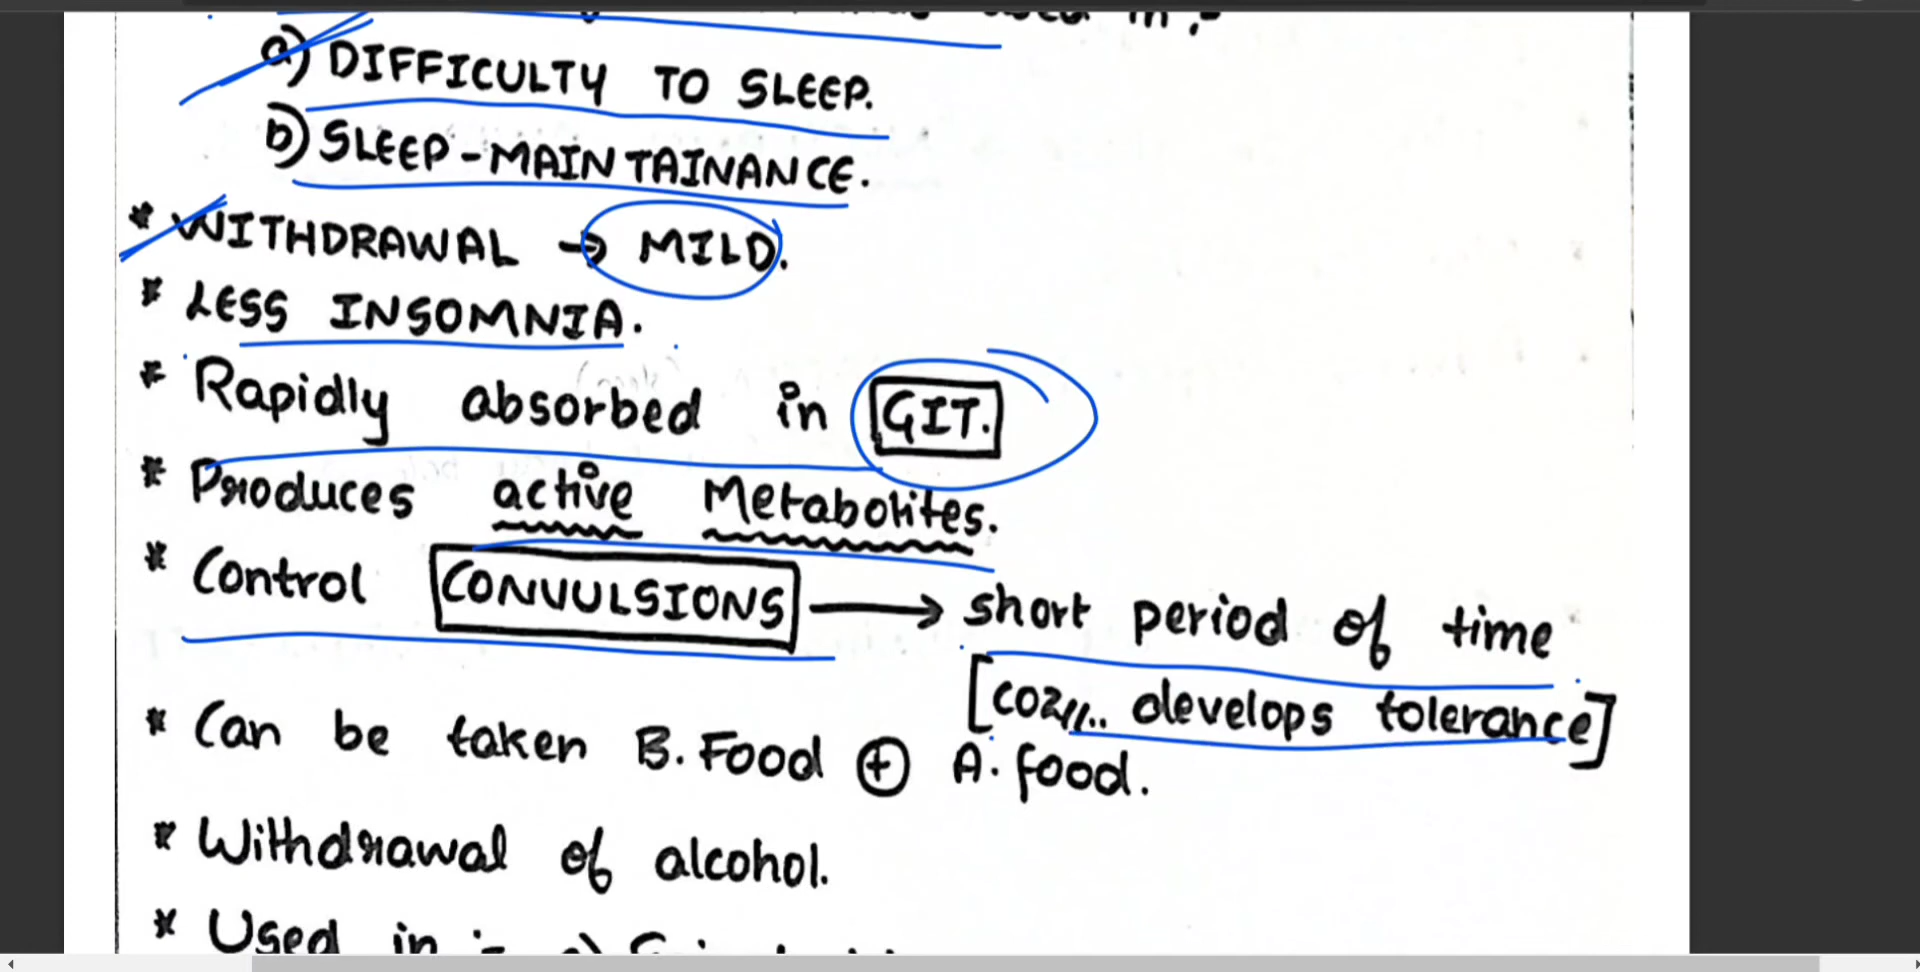 a) DIFFICULTY TO SLEEP.
b) SLEEP-MAINTAINANCE.
* WITHDRAWAL → MILD.
* LESS INSOMNIA.
* Rapidly absorbed in GIT.
* Produces active Metabolites.
* Control CONVULSIONS → short period of time
[coz,,.. develops tolerance]
* Can be taken B. Food ⊕ A. food.
* Withdrawal of alcohol.
* Used in :- a)